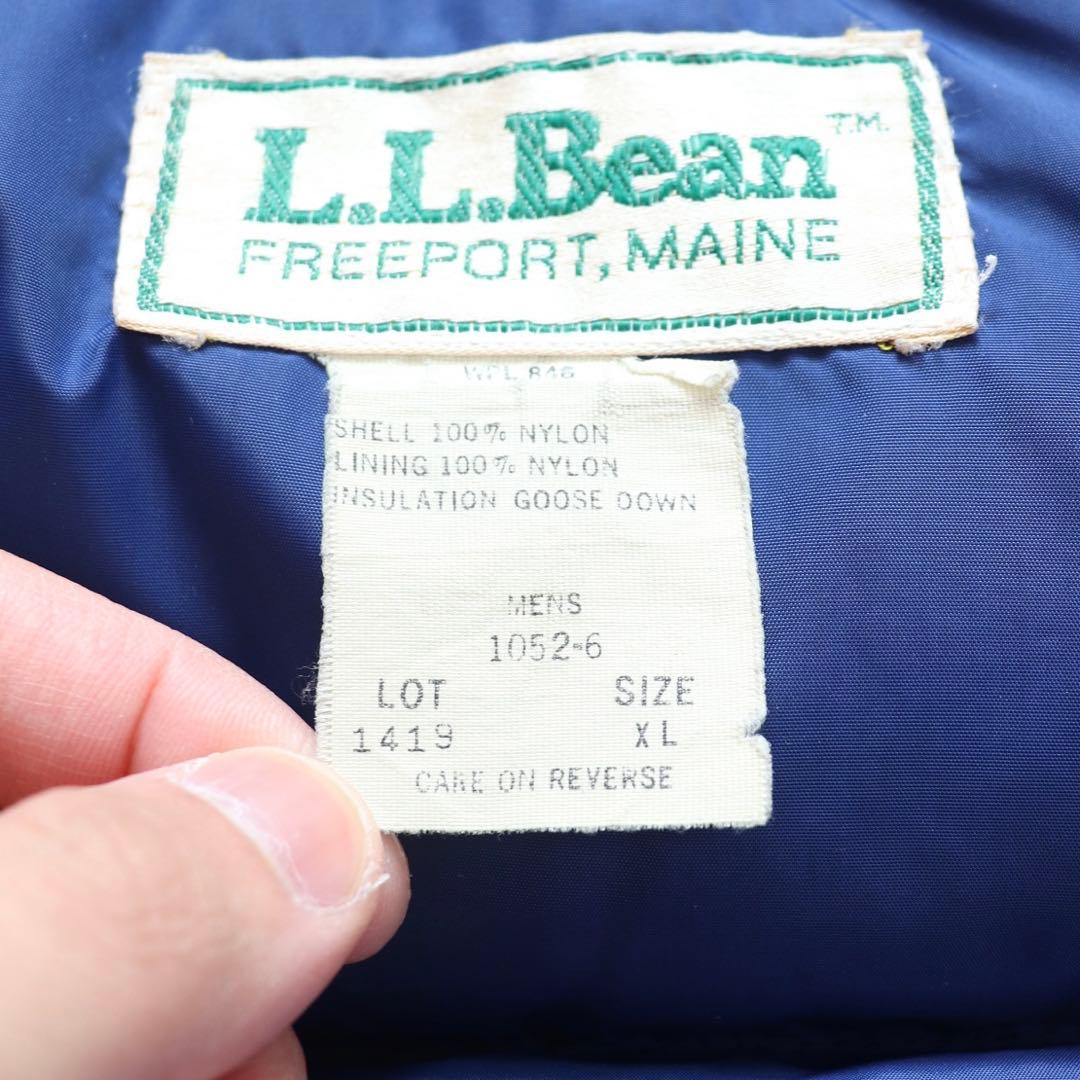 L.L.Bean T.M.
FREEPORT, MAINE
WPL 846
SHELL 100% NYLON
LINING 100% NYLON
INSULATION GOOSE DOWN
MENS
1052-6
LOT SIZE
1419 XL
CARE ON REVERSE